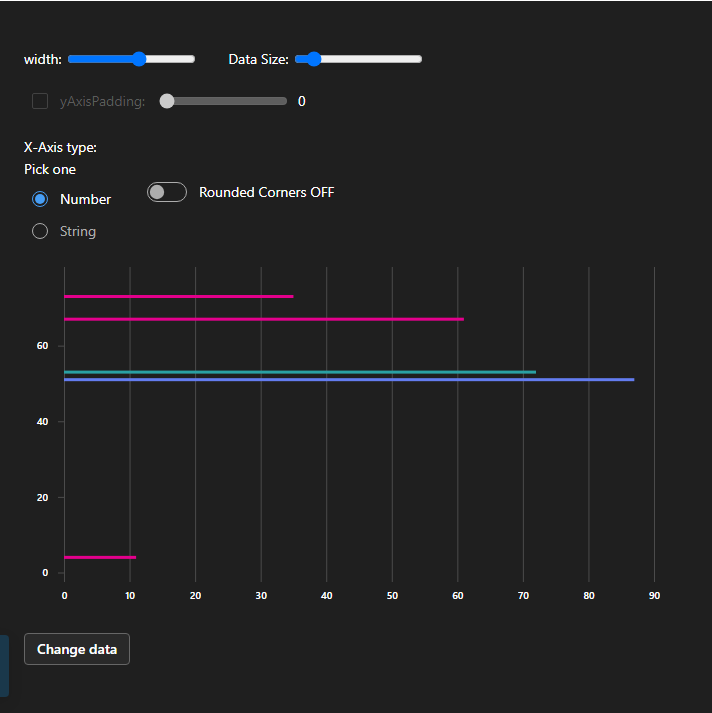 width: Data Size:
yAxisPadding: 0
X-Axis type:
Pick one
Number
Rounded Corners OFF
String
60
40
20
0
0 10 20 30 40 50 60 70 80 90
Change data